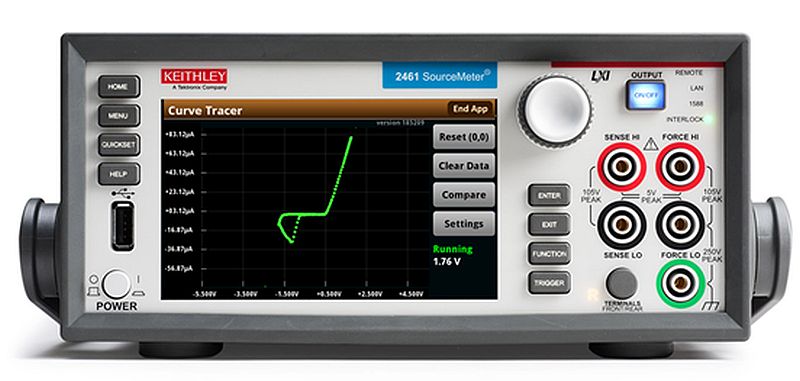 KEITHLEY
A Tektronix Company
2461 SourceMeter®
LXI
OUTPUT
ON/OFF
REMOTE
LAN
1588
INTERLOCK
HOME
MENU
QUICKSET
HELP
POWER
Curve Tracer
End App
version 185209
+83.12μA
+63.12μA
+43.12μA
+23.12μA
+03.12μA
-16.87μA
-36.87μA
-56.87μA
-5.500V
-3.500V
-1.500V
+0.500V
+2.500V
+4.500V
Reset (0,0)
Clear Data
Compare
Settings
Running
1.76 V
ENTER
EXIT
FUNCTION
TRIGGER
SENSE HI
FORCE HI
105V
PEAK
5V
PEAK
105V
PEAK
SENSE LO
FORCE LO
250V
PEAK
R
TERMINALS
FRONT/REAR